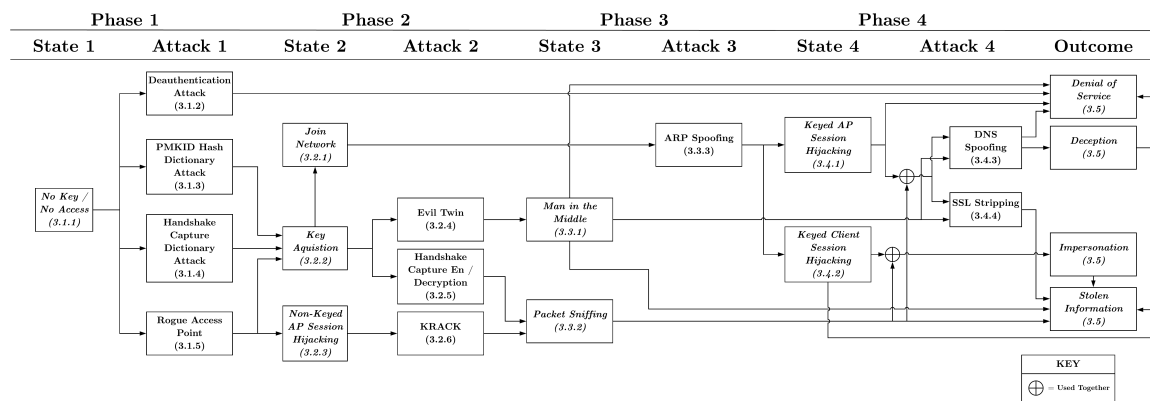 Phase 1 Phase 2 Phase 3 Phase 4
State 1 Attack 1 State 2 Attack 2 State 3 Attack 3 State 4 Attack 4 Outcome
Deauthentication
Attack
(3.1.2)
Denial of
Service
(3.5)
Join
Network
(3.2.1)
ARP Spoofing
(3.3.3)
Keyed AP
Session
Hijacking
(3.4.1)
DNS
Spoofing
(3.4.3)
Deception
(3.5)
PMKID Hash
Dictionary
Attack
(3.1.3)
No Key /
No Access
(3.1.1)
Evil Twin
(3.2.4)
Man in the
Middle
(3.3.1)
SSL Stripping
(3.4.4)
Handshake
Capture
Dictionary
Attack
(3.1.4)
Key
Aquistion
(3.2.2)
Keyed Client
Session
Hijacking
(3.4.2)
Impersonation
(3.5)
Handshake
Capture En /
Decryption
(3.2.5)
Stolen
Information
(3.5)
Rogue Access
Point
(3.1.5)
Non-Keyed
AP Session
Hijacking
(3.2.3)
KRACK
(3.2.6)
Packet Sniffing
(3.3.2)
KEY
= Used Together